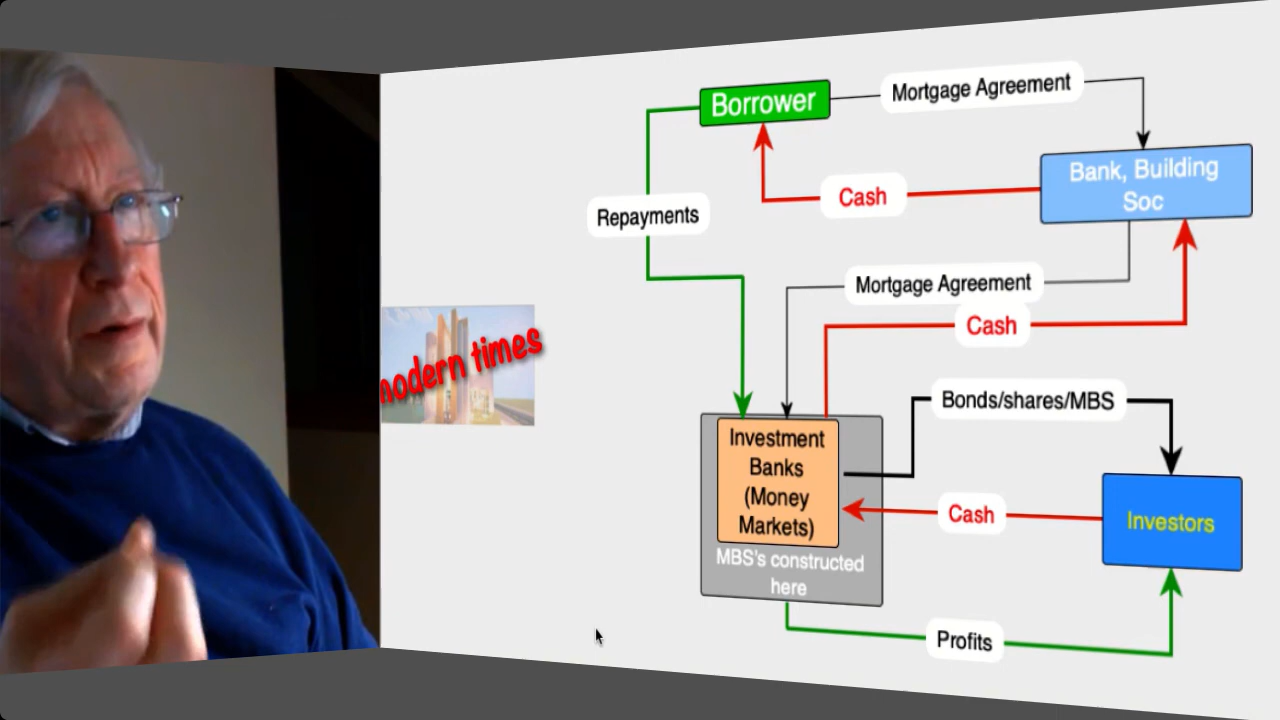 Borrower
Mortgage Agreement
Bank, Building
Soc
Cash
Repayments
Mortgage Agreement
Cash
modern times
Bonds/shares/MBS
Investment
Banks
(Money
Markets)
MBS's constructed
here
Cash
Investors
Profits